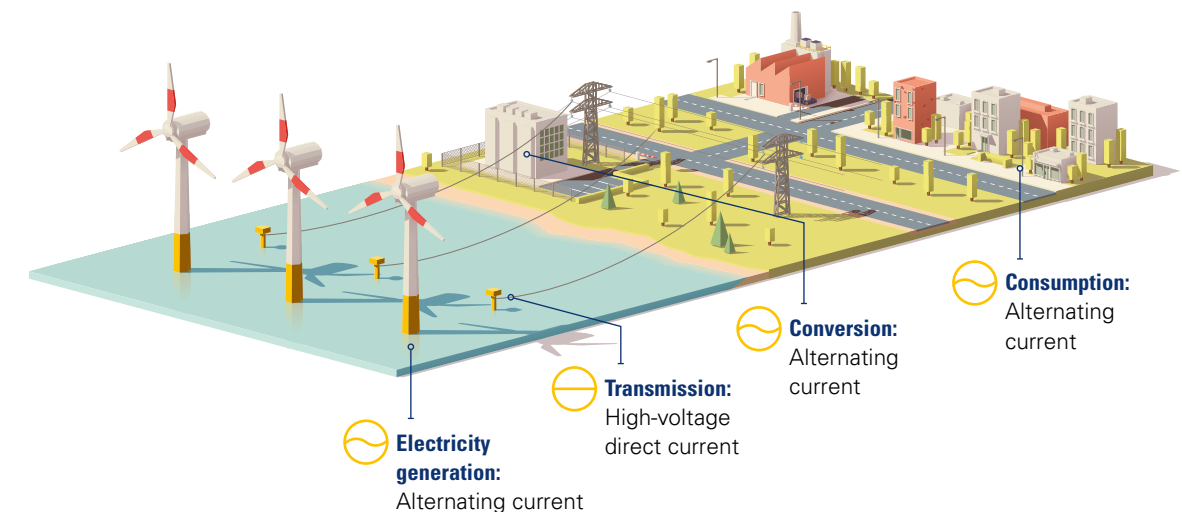 Electricity
generation:
Alternating current
Transmission:
High-voltage
direct current
Conversion:
Alternating
current
Consumption:
Alternating
current